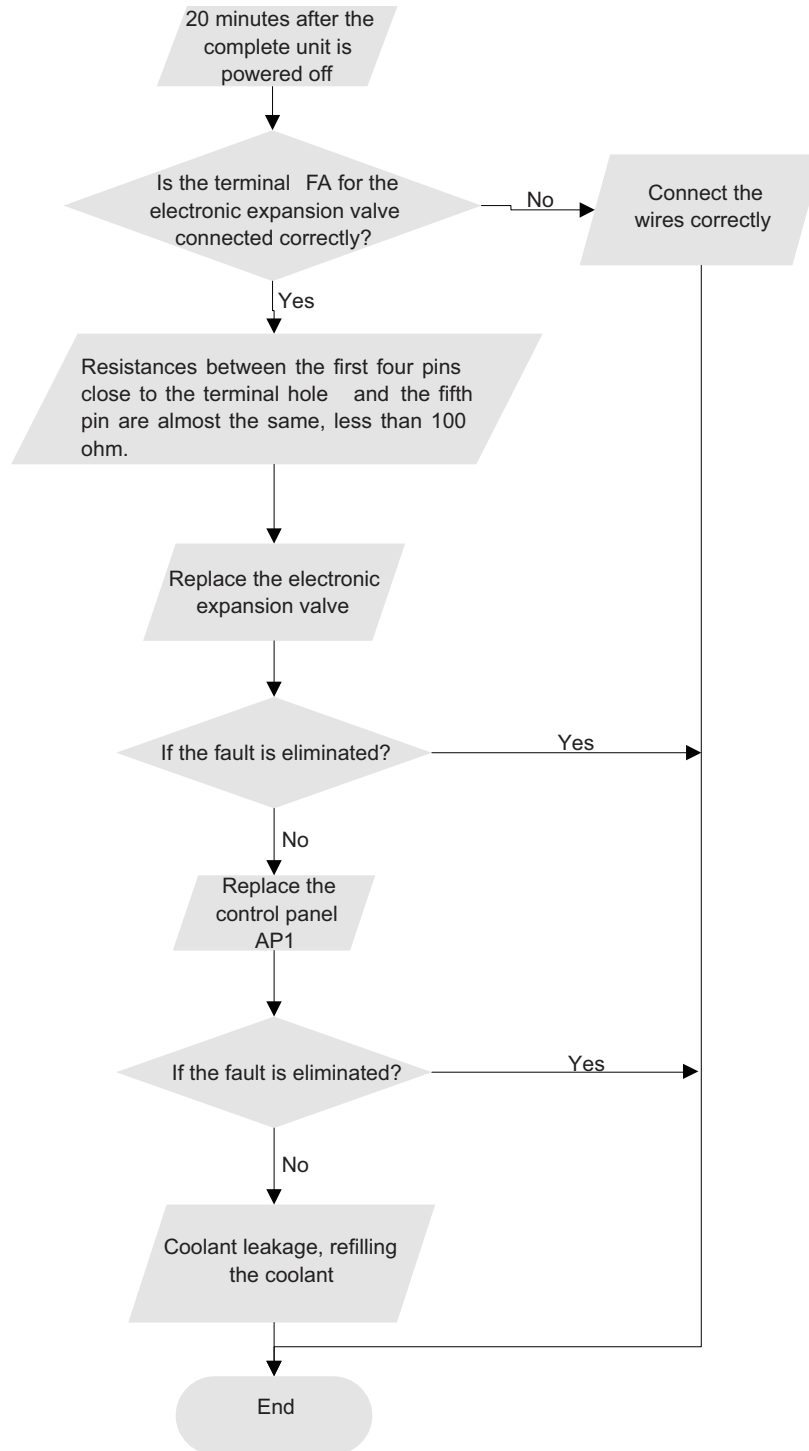 20 minutes after the
complete unit is
powered off
Is the terminal FA for the
electronic expansion valve
connected correctly?
No
Connect the
wires correctly
Yes
Resistances between the first four pins
close to the terminal hole and the fifth
pin are almost the same, less than 100
ohm.
Replace the electronic
expansion valve
If the fault is eliminated?
Yes
No
Replace the
control panel
AP1
If the fault is eliminated?
Yes
No
Coolant leakage, refilling
the coolant
End